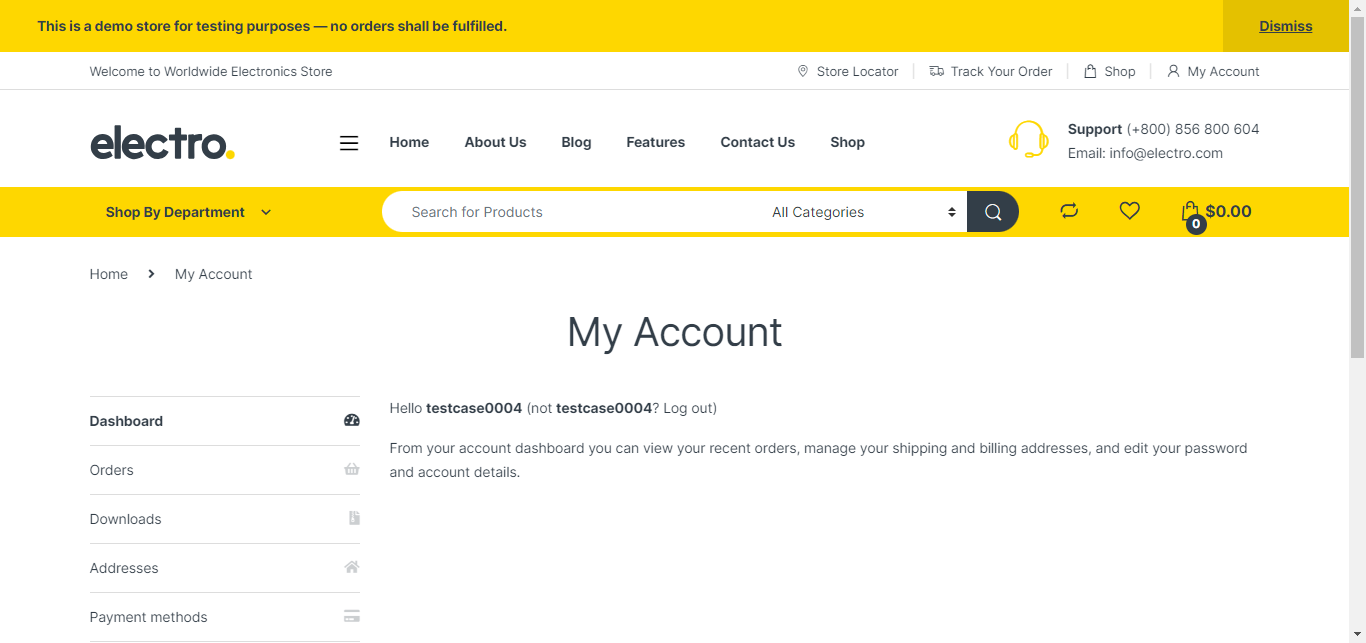 This is a demo store for testing purposes — no orders shall be fulfilled.
Dismiss
Welcome to Worldwide Electronics Store
Store Locator
Track Your Order
Shop
My Account
electro.
Home
About Us
Blog
Features
Contact Us
Shop
Support (+800) 856 800 604
Email: info@electro.com
Shop By Department
Search for Products
All Categories
0
$0.00
Home
My Account
My Account
Dashboard
Orders
Downloads
Addresses
Payment methods
Hello testcase0004 (not testcase0004? Log out)
From your account dashboard you can view your recent orders, manage your shipping and billing addresses, and edit your password
and account details.